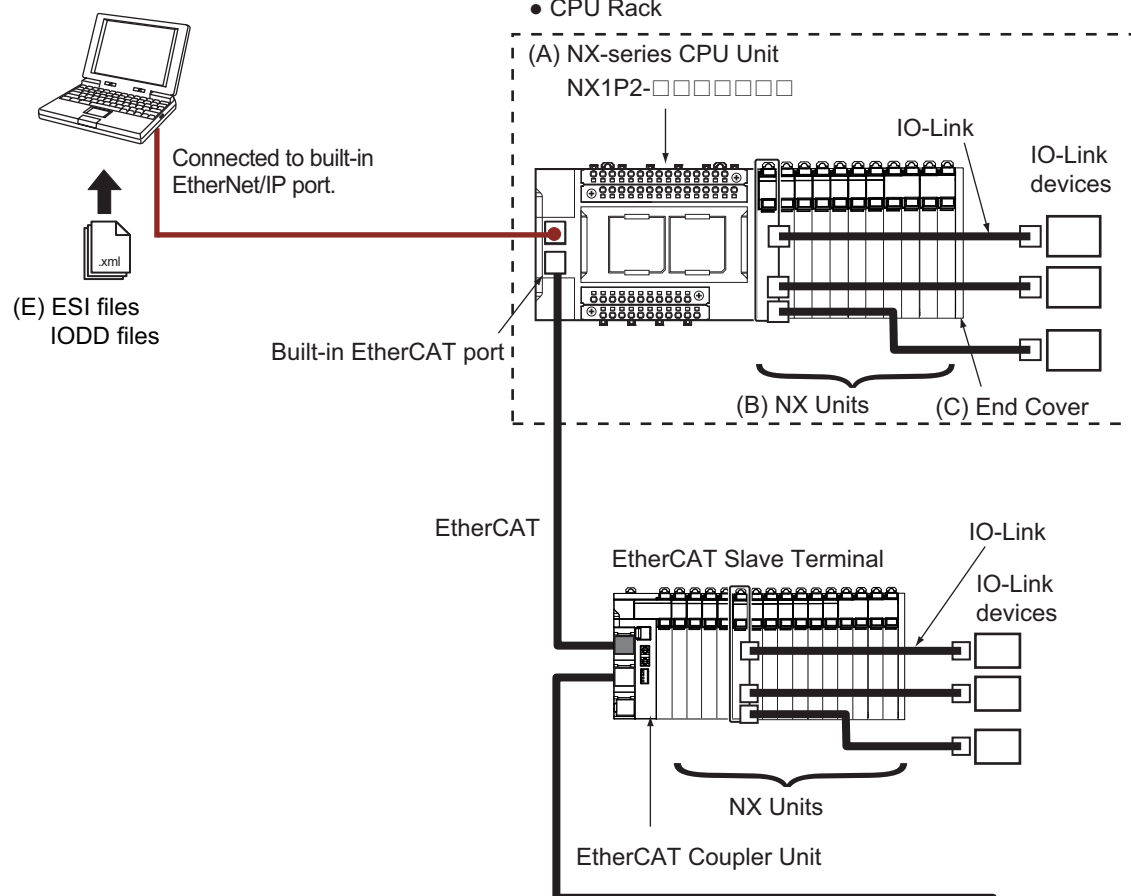 ● CPU Rack
(A) NX-series CPU Unit
NX1P2-□□□□□□□
IO-Link
IO-Link
devices
Connected to built-in
EtherNet/IP port.
.xml
(E) ESI files
IODD files
Built-in EtherCAT port
(B) NX Units
(C) End Cover
EtherCAT
IO-Link
EtherCAT Slave Terminal
IO-Link
devices
NX Units
EtherCAT Coupler Unit